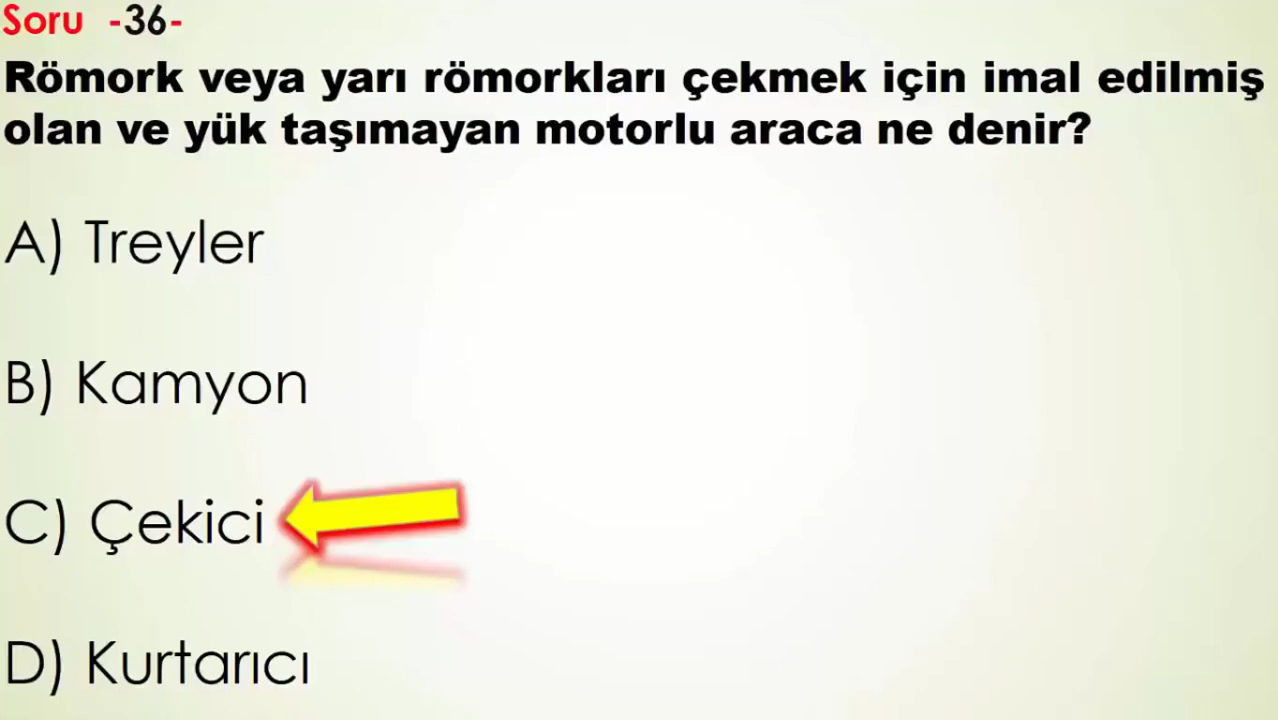 Soru -36-
Römork veya yarı römorkları çekmek için imal edilmiş
olan ve yük taşımayan motorlu araca ne denir?
A) Treyler
B) Kamyon
C) Çekici
D) Kurtarıcı